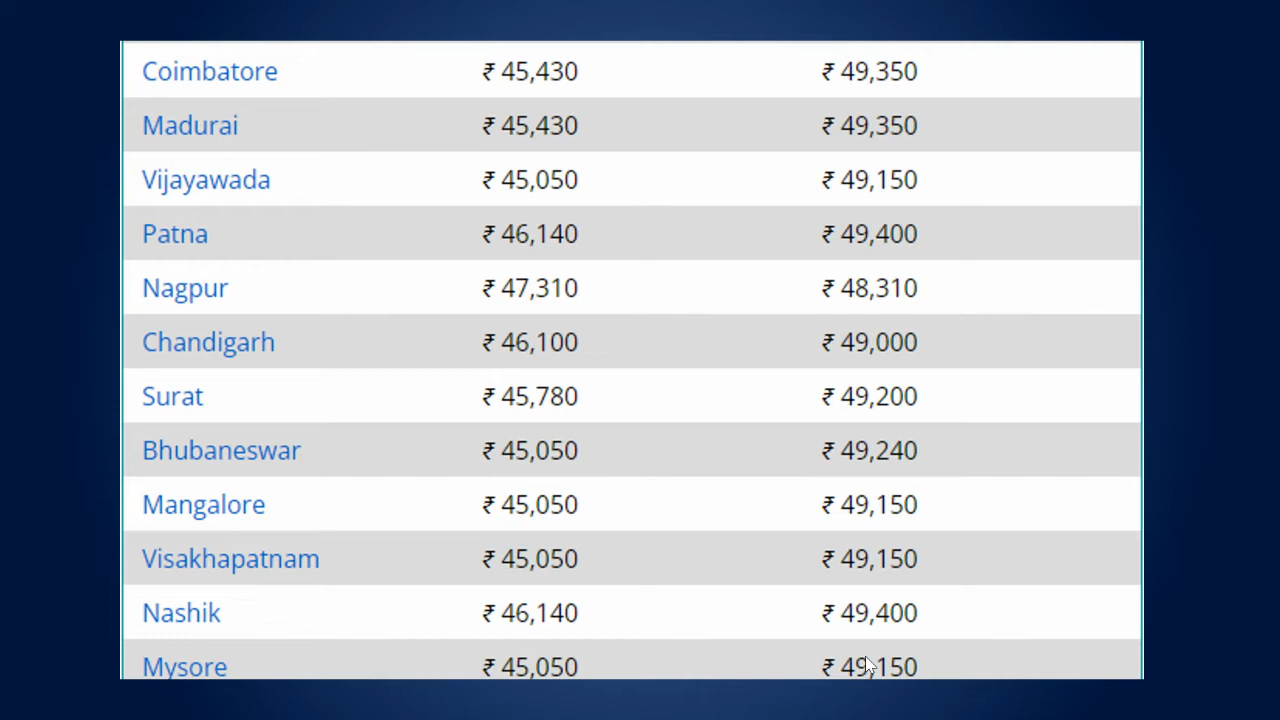 Coimbatore ₹ 45,430 ₹ 49,350
Madurai ₹ 45,430 ₹ 49,350
Vijayawada ₹ 45,050 ₹ 49,150
Patna ₹ 46,140 ₹ 49,400
Nagpur ₹ 47,310 ₹ 48,310
Chandigarh ₹ 46,100 ₹ 49,000
Surat ₹ 45,780 ₹ 49,200
Bhubaneswar ₹ 45,050 ₹ 49,240
Mangalore ₹ 45,050 ₹ 49,150
Visakhapatnam ₹ 45,050 ₹ 49,150
Nashik ₹ 46,140 ₹ 49,400
Mysore ₹ 45,050 ₹ 49,150